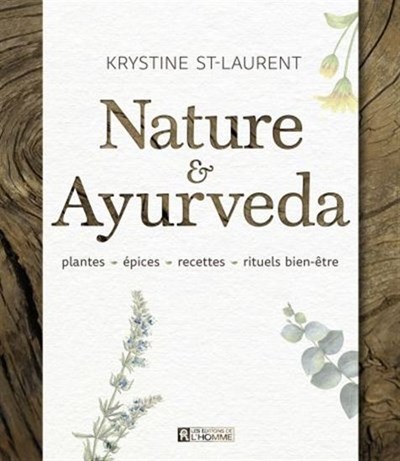 KRYSTINE ST-LAURENT
Nature
&
Ayurveda
plantes • épices • recettes • rituels bien-être
LES ÉDITIONS DE
L'HOMME